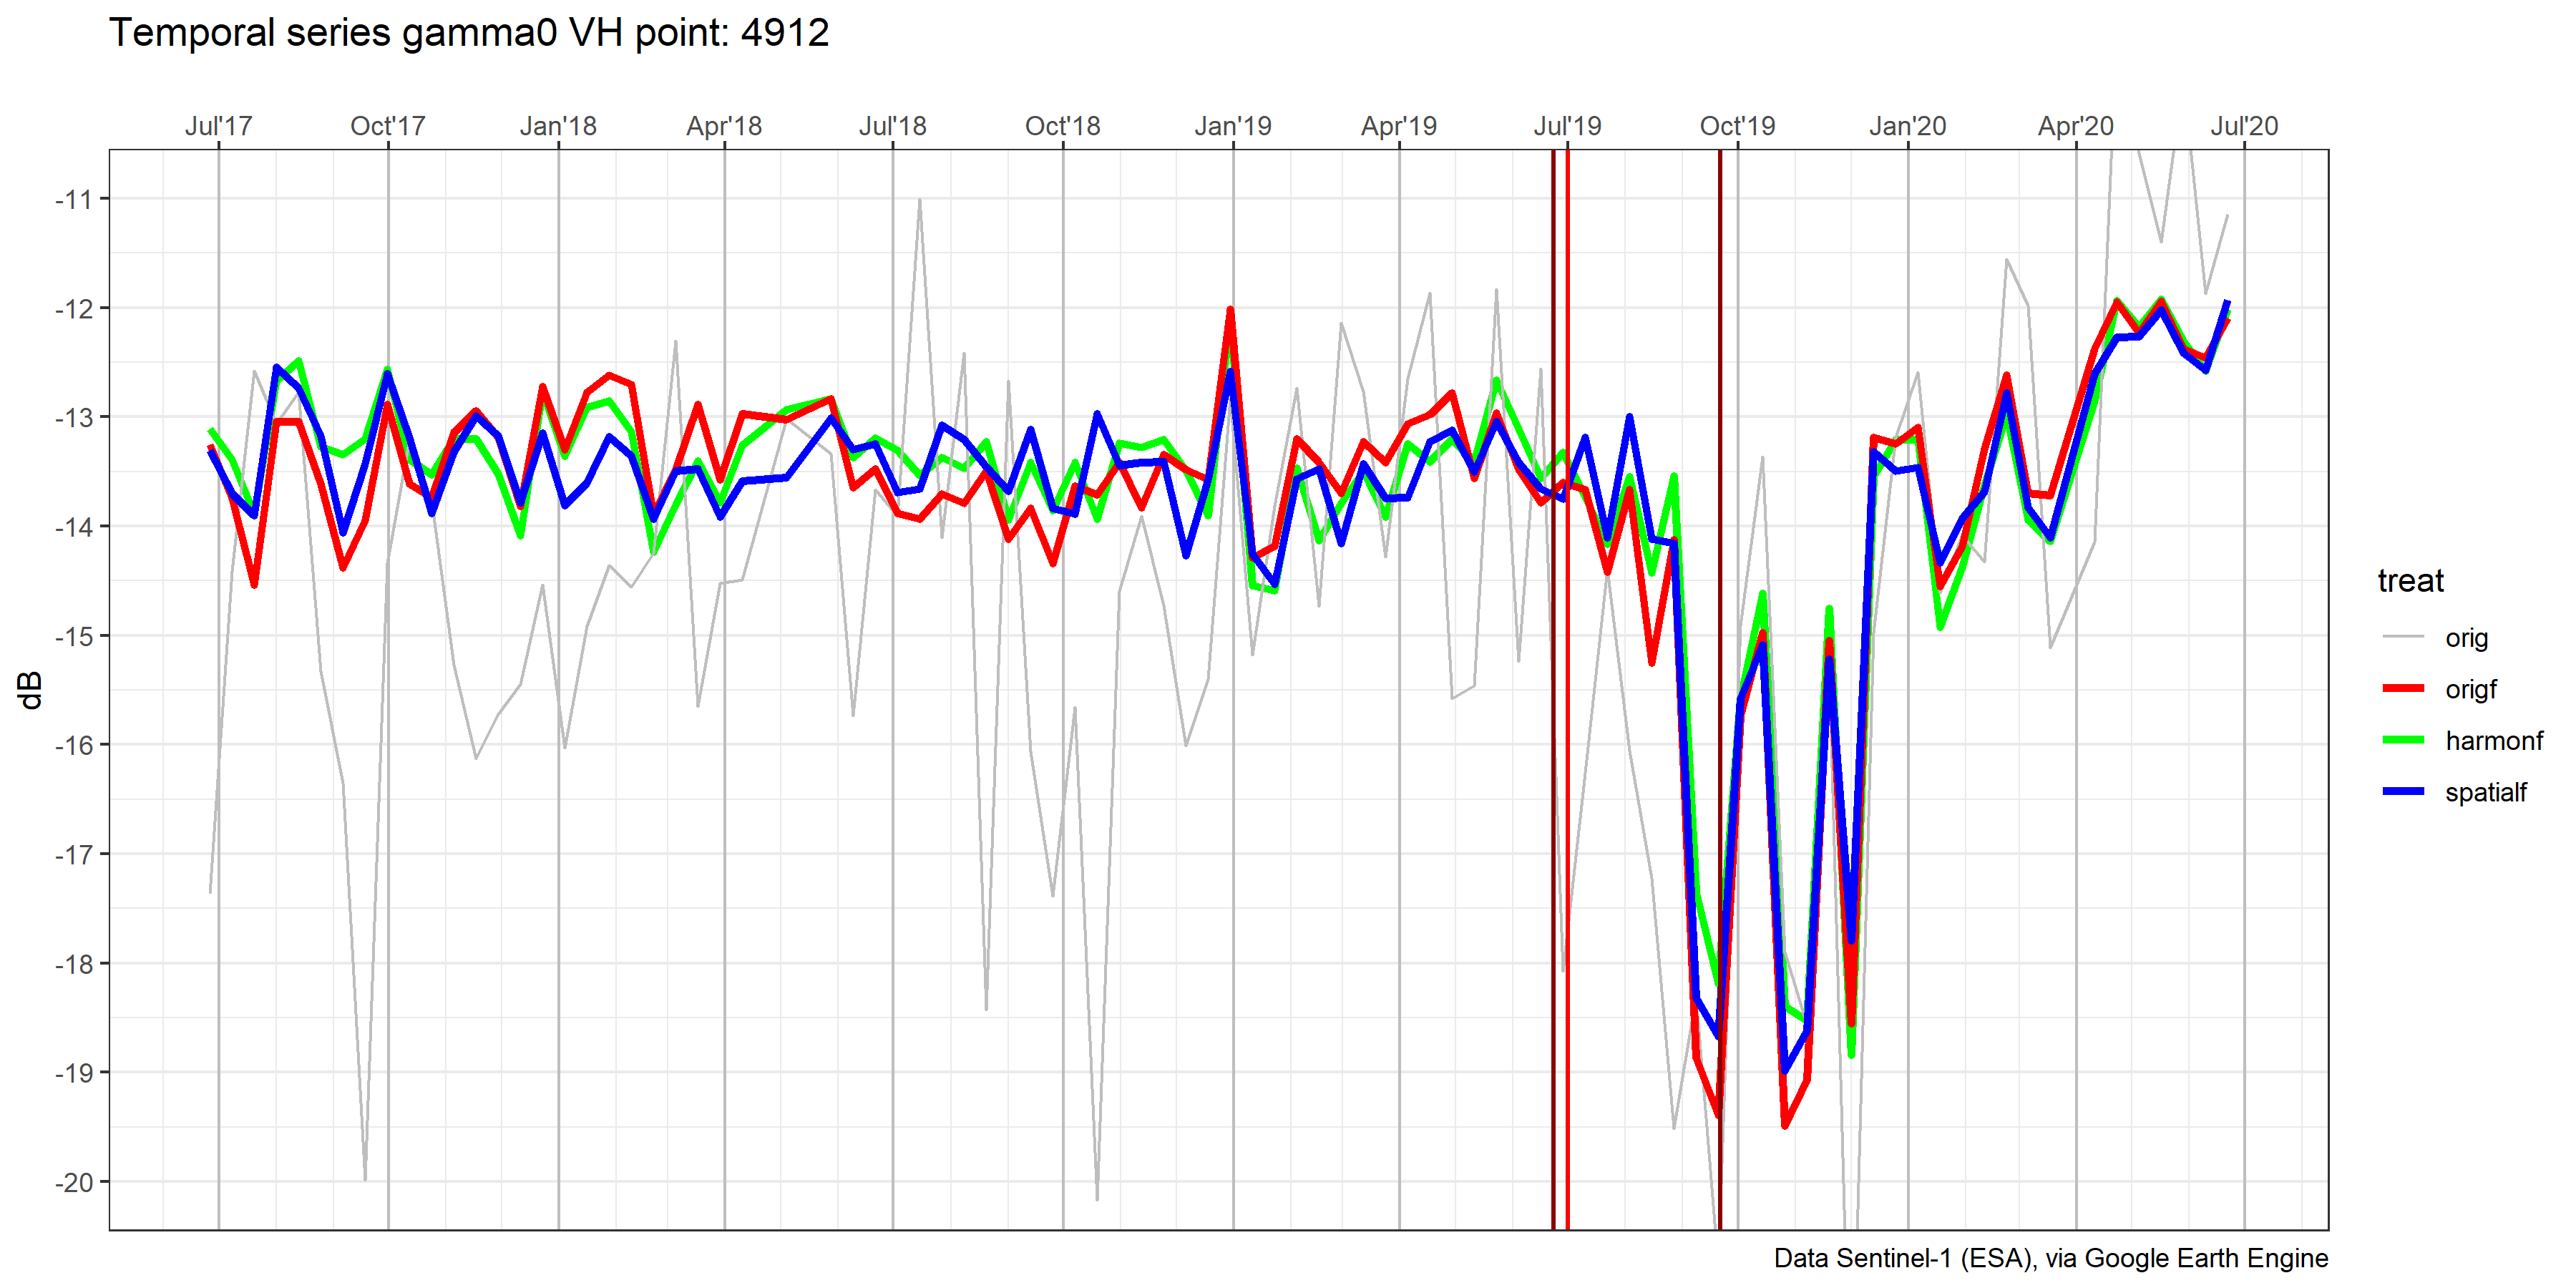 Temporal series gamma0 VH point: 4912
Jul'17 Oct'17 Jan'18 Apr'18 Jul'18 Oct'18 Jan'19 Apr'19 Jul'19 Oct'19 Jan'20 Apr'20 Jul'20
-11
-12
-13
-14
-15
-16
-17
-18
-19
-20
dB
treat
orig
origf
harmonf
spatialf
Data Sentinel-1 (ESA), via Google Earth Engine